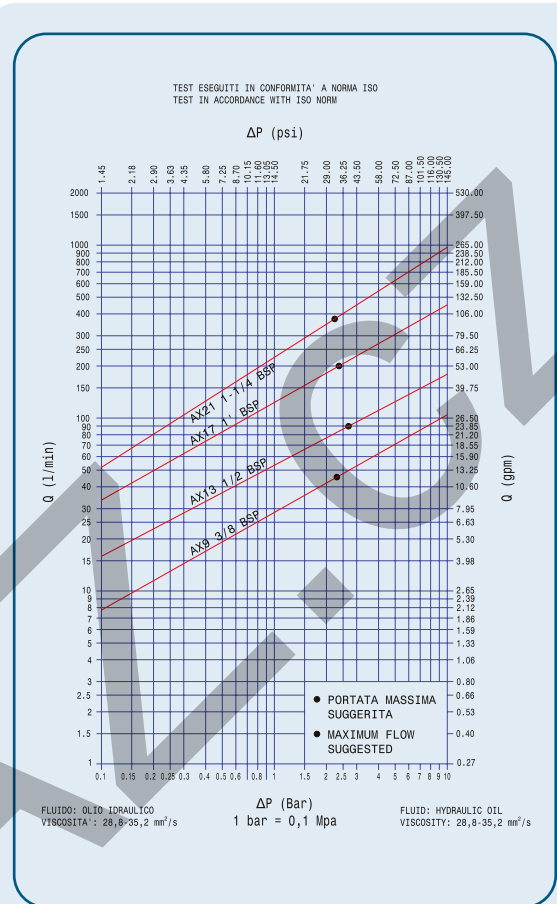 TEST ESEGUITI IN CONFORMITA' A NORMA ISO
TEST IN ACCORDANCE WITH ISO NORM
ΔP (psi)
1.45 2.18 2.90 3.63 4.35 5.80 7.25 8.70 10.15 11.60 13.05 14.50 21.75 29.00 36.25 43.50 58.00 72.50 87.00 101.50 116.00 130.50 145.00
2000 530.00
1500 397.50
1000 265.00
900 238.50
800 212.00
700 185.50
600 159.00
500 132.50
400 106.00
300 79.50
250 66.25
200 53.00
150 39.75
100 26.50
90 23.85
80 21.20
70 18.55
60 15.90
50 13.25
40 10.60
30 7.95
25 6.63
20 5.30
15 3.98
10 2.65
9 2.39
8 2.12
7 1.86
6 1.59
5 1.33
4 1.06
3 0.80
2.5 0.66
2 0.53
1.5 0.40
1 0.27
Q (l/min)
Q (gpm)
AX21 1-1/4 BSP
AX17 1' BSP
AX13 1/2 BSP
AX9 3/8 BSP
PORTATA MASSIMA
SUGGERITA
MAXIMUM FLOW
SUGGESTED
0.1 0.15 0.2 0.25 0.3 0.4 0.5 0.6 0.8 1 1.5 2 2.5 3 4 5 6 7 8 9 10
ΔP (Bar)
1 bar = 0,1 Mpa
FLUIDO: OLIO IDRAULICO
VISCOSITA': 28,8-35,2 mm²/s
FLUID: HYDRAULIC OIL
VISCOSITY: 28,8-35,2 mm²/s